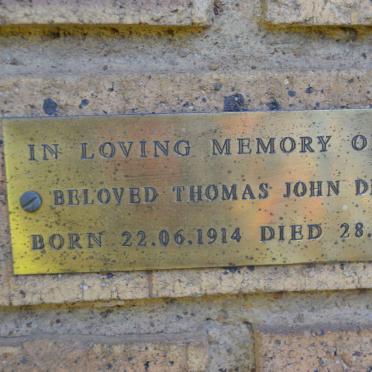 IN LOVING MEMORY O
BELOVED THOMAS JOHN D
BORN 22.06.1914 DIED 28.